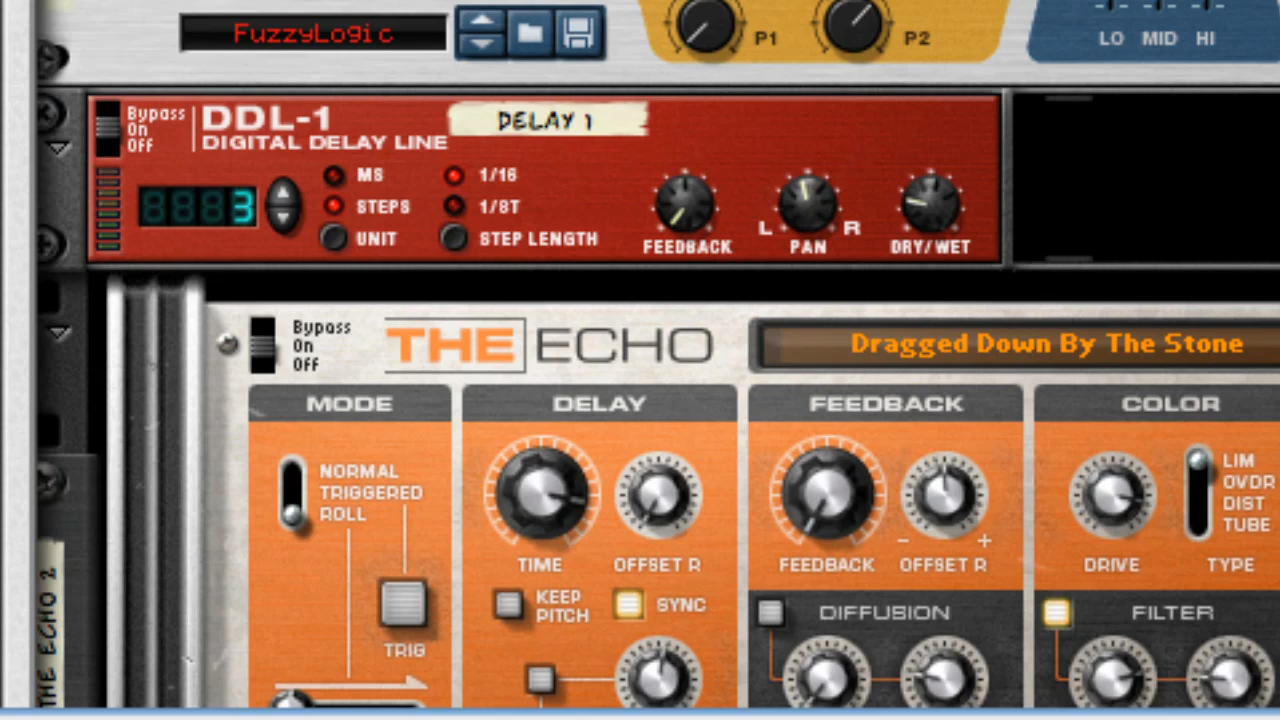 FuzzyLogic
P1
P2
LO MID HI
Bypass
On
Off
DDL-1
DIGITAL DELAY LINE
DELAY 1
3
MS
STEPS
UNIT
1/16
1/8T
STEP LENGTH
FEEDBACK
L
R
PAN
DRY/WET
Bypass
On
Off
THE ECHO
Dragged Down By The Stone
MODE
NORMAL
TRIGGERED
ROLL
TRIG
DELAY
TIME
OFFSET R
KEEP
PITCH
SYNC
FEEDBACK
FEEDBACK
- +
OFFSET R
DIFFUSION
COLOR
LIM
OVDR
DIST
TUBE
DRIVE
TYPE
FILTER
THE ECHO 2